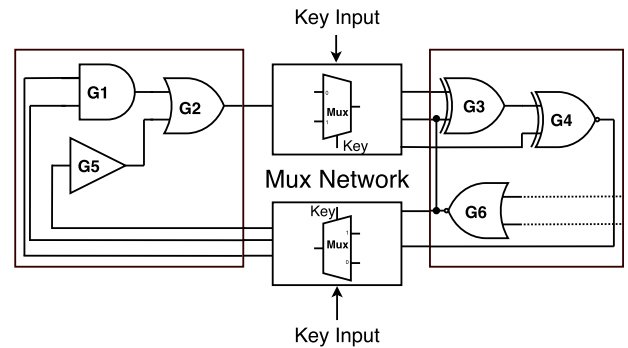 Key Input
G1
G2
G5
0
1
Mux
Key
G3
G4
Mux Network
G6
Key
Mux
1
0
Key Input